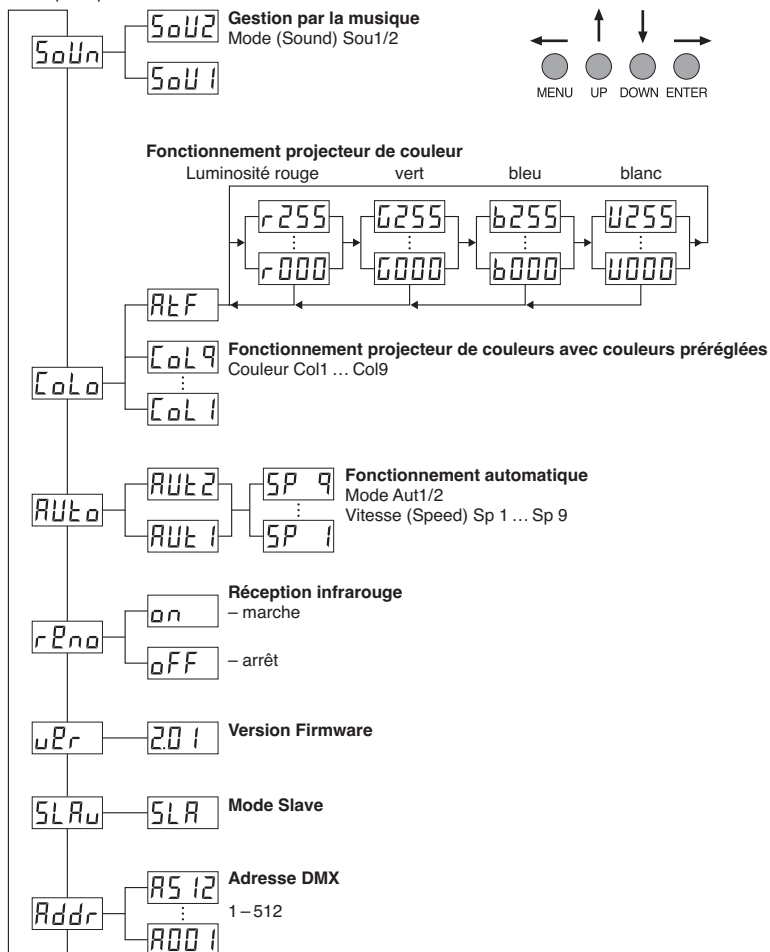 SoUn
SoU2
Gestion par la musique
Mode (Sound) Sou1/2
SoU1
MENU UP DOWN ENTER
Fonctionnement projecteur de couleur
Luminosité rouge vert bleu blanc
r255 G255 b255 U255
r000 G000 b000 U000
AtF
CoLo
CoL9
Fonctionnement projecteur de couleurs avec couleurs préréglées
Couleur Col1 … Col9
CoL1
AUto
AUt2 SP 9
Fonctionnement automatique
Mode Aut1/2
Vitesse (Speed) Sp 1 … Sp 9
AUt1 SP 1
Réception infrarouge
rEno
on
– marche
oFF
– arrêt
vEr 2.01 Version Firmware
SLAv SLA Mode Slave
Addr
A512
Adresse DMX
1 – 512
A001